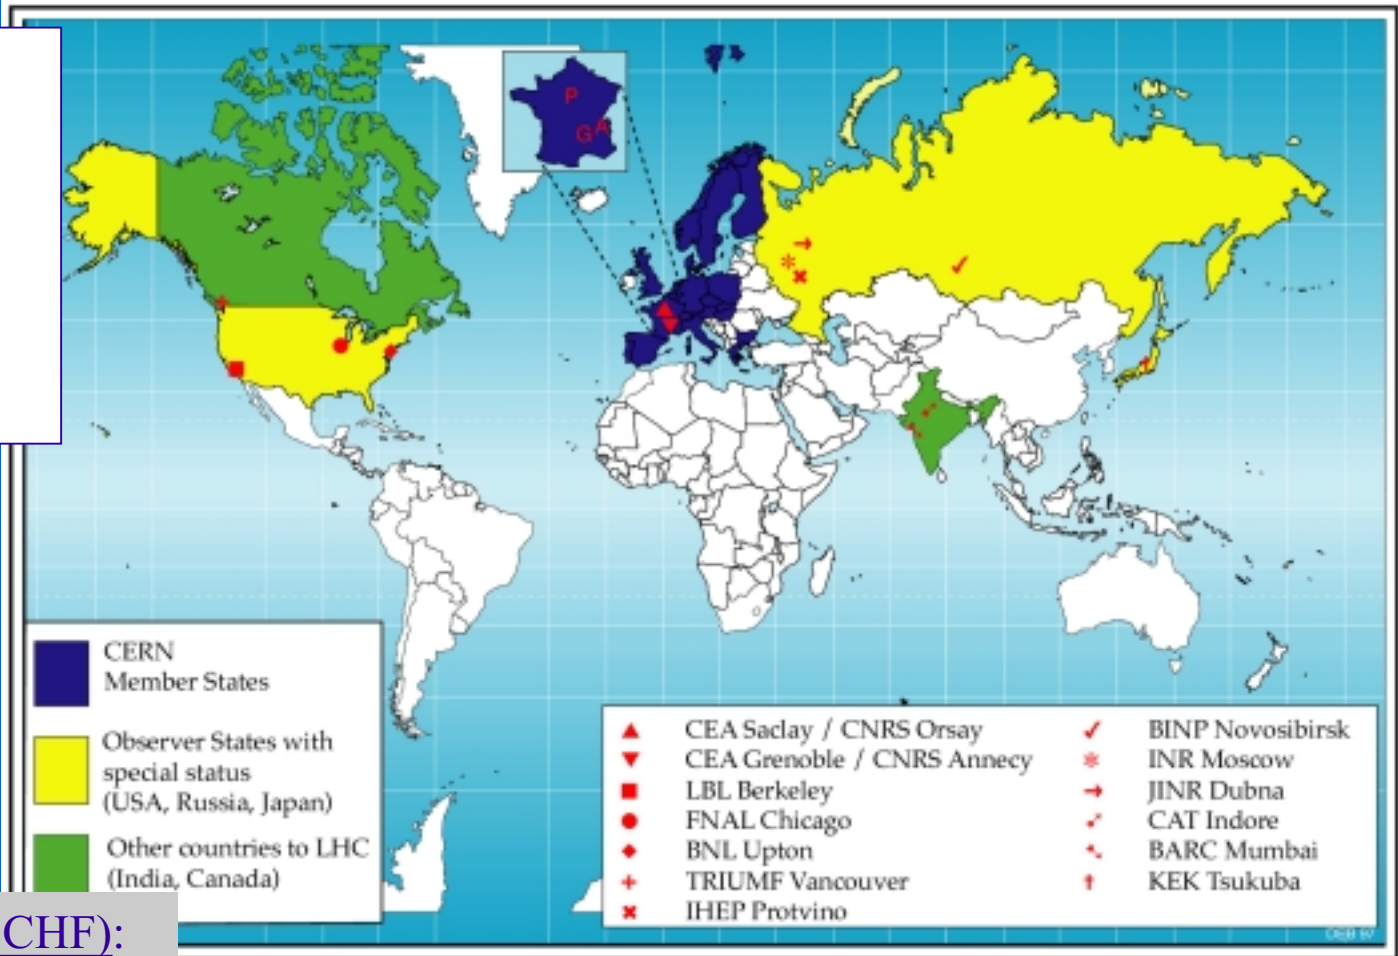 P
G A
CERN
Member States
Observer States with
special status
(USA, Russia, Japan)
Other countries to LHC
(India, Canada)
CEA Saclay / CNRS Orsay
CEA Grenoble / CNRS Annecy
LBL Berkeley
FNAL Chicago
BNL Upton
TRIUMF Vancouver
IHEP Protvino
BINP Novosibirsk
INR Moscow
JINR Dubna
CAT Indore
BARC Mumbai
KEK Tsukuba
CHF):